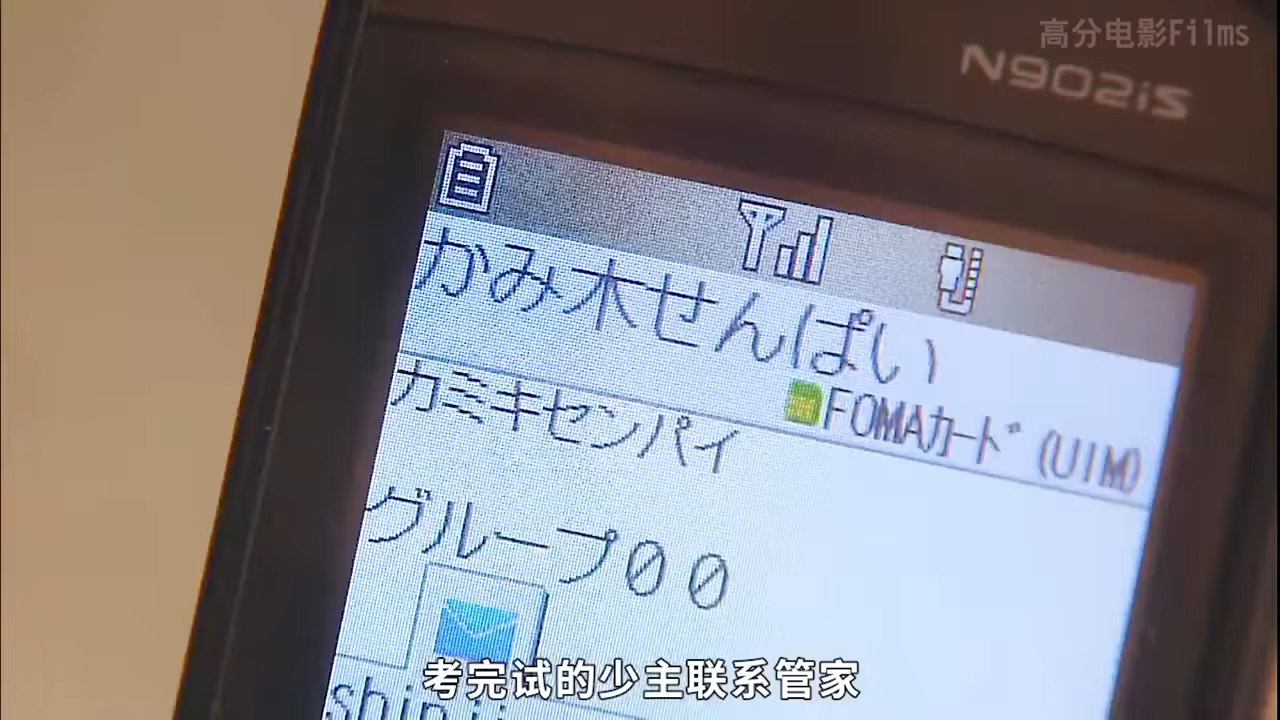 高分电影Films
N902iS
かみ木せんぱい
カミキセンパイ
FOMAカード(UIM)
グループ00
shinji
考完试的少主联系管家